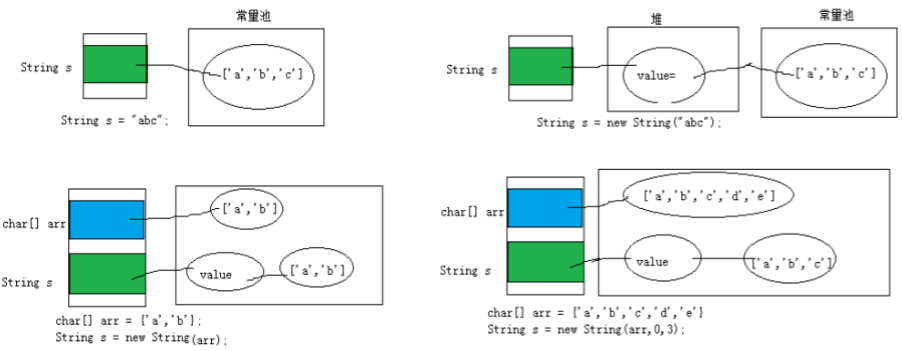 常量池
String s
['a','b','c']
String s = "abc";
堆
常量池
String s
value=
['a','b','c']
String s = new String("abc");
char[] arr
['a','b']
String s
value
['a','b']
char[] arr = {'a','b'};
String s = new String(arr);
char[] arr
['a','b','c','d','e']
String s
value
['a','b','c']
char[] arr = {'a','b','c','d','e'}
String s = new String(arr,0,3);